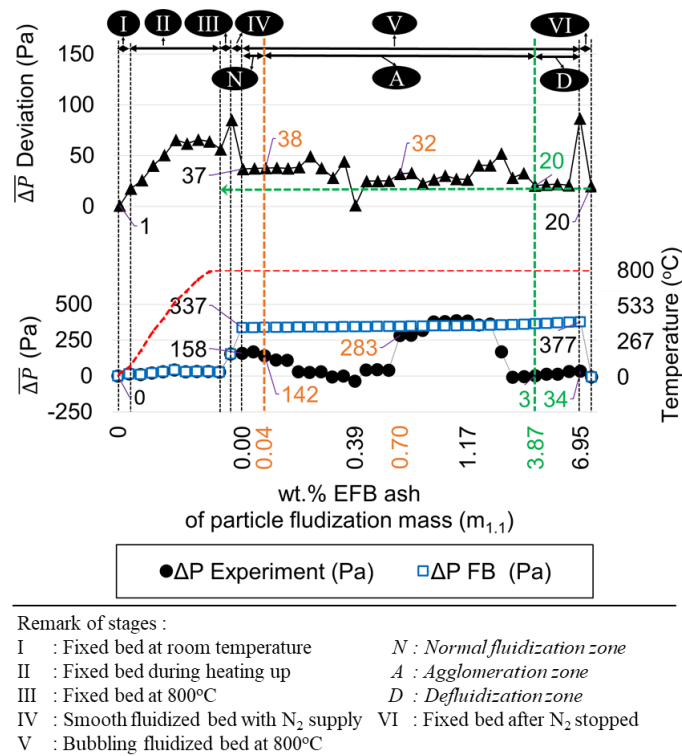 I II III IV V VI
N A D
ΔP Deviation (Pa)
150
100
50
0
38
32
37
20
1
20
800
ΔP (Pa)
Temperature (°C)
500
250
0
-250
337
158
0
142
283
377
3
34
533
267
0
0 0.00 0.04 0.39 0.70 1.17 3.87 6.95
wt.% EFB ash
of particle fludization mass (m1.1)
ΔP Experiment (Pa) ΔP FB (Pa)
Remark of stages :
I : Fixed bed at room temperature N : Normal fluidization zone
II : Fixed bed during heating up A : Agglomeration zone
III : Fixed bed at 800°C D : Defluidization zone
IV : Smooth fluidized bed with N2 supply VI : Fixed bed after N2 stopped
V : Bubbling fluidized bed at 800°C